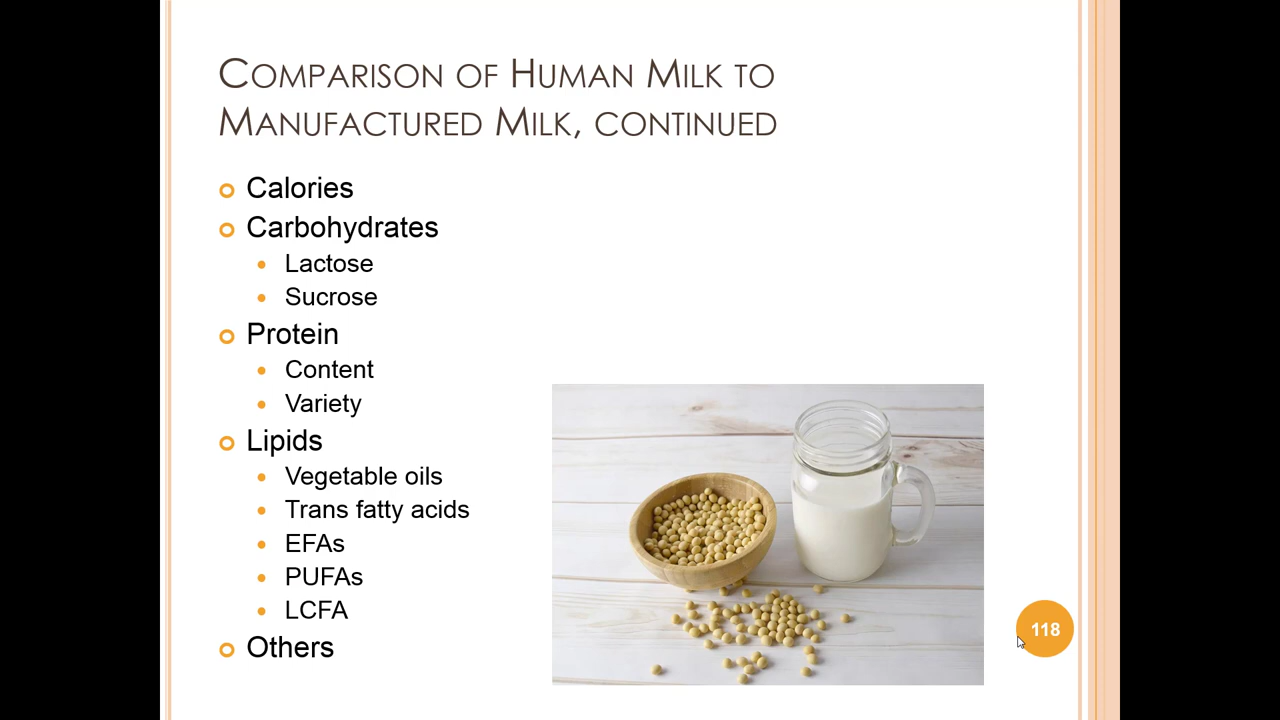 Comparison of Human Milk to
Manufactured Milk, continued
Calories
Carbohydrates
Lactose
Sucrose
Protein
Content
Variety
Lipids
Vegetable oils
Trans fatty acids
EFAs
PUFAs
LCFA
Others
118